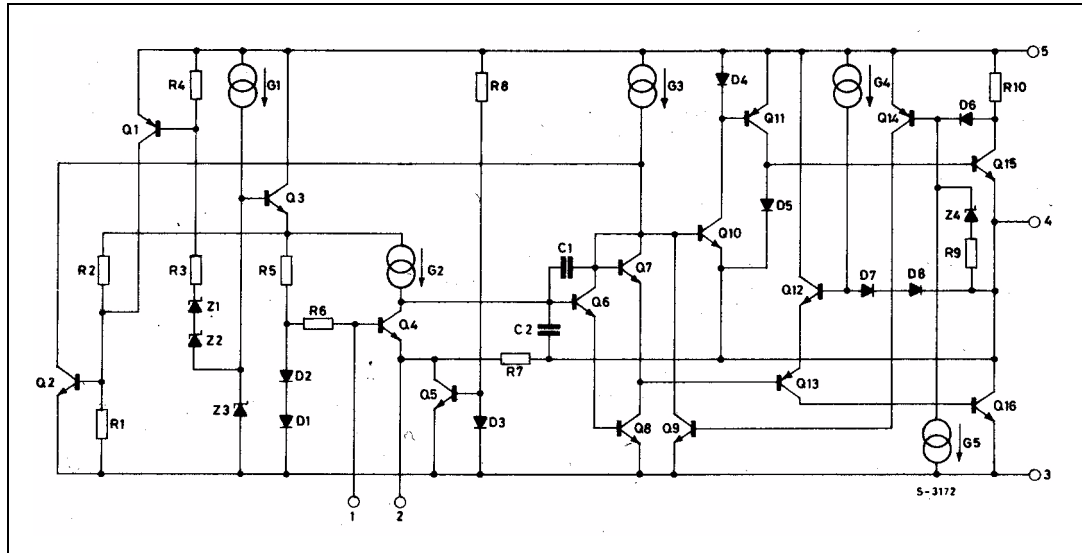 R4 G1 R8 G3 D4 G4 R10 5
Q1 Q11 Q14 D6
Q3 Q15
D5 Z4 4
R2 R3 R5 G2 C1 Q10 R9
Q7 D7 D8
Z1 R6 Q4 Q6 Q12
Z2 C2
Q2 D2 Q5 R7 Q13
R1 Z3 D1 D3 Q8 Q9 Q16
G5
3
S-3172
1 2